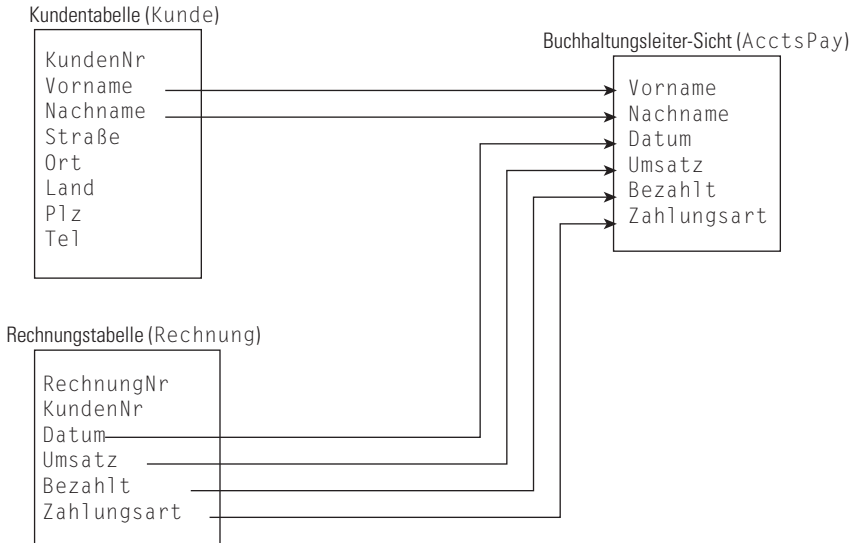 Kundentabelle (Kunde)
KundenNr
Vorname
Nachname
Straße
Ort
Land
Plz
Tel
Buchhaltungsleiter-Sicht (AcctsPay)
Vorname
Nachname
Datum
Umsatz
Bezahlt
Zahlungsart
Rechnungstabelle (Rechnung)
RechnungNr
KundenNr
Datum
Umsatz
Bezahlt
Zahlungsart